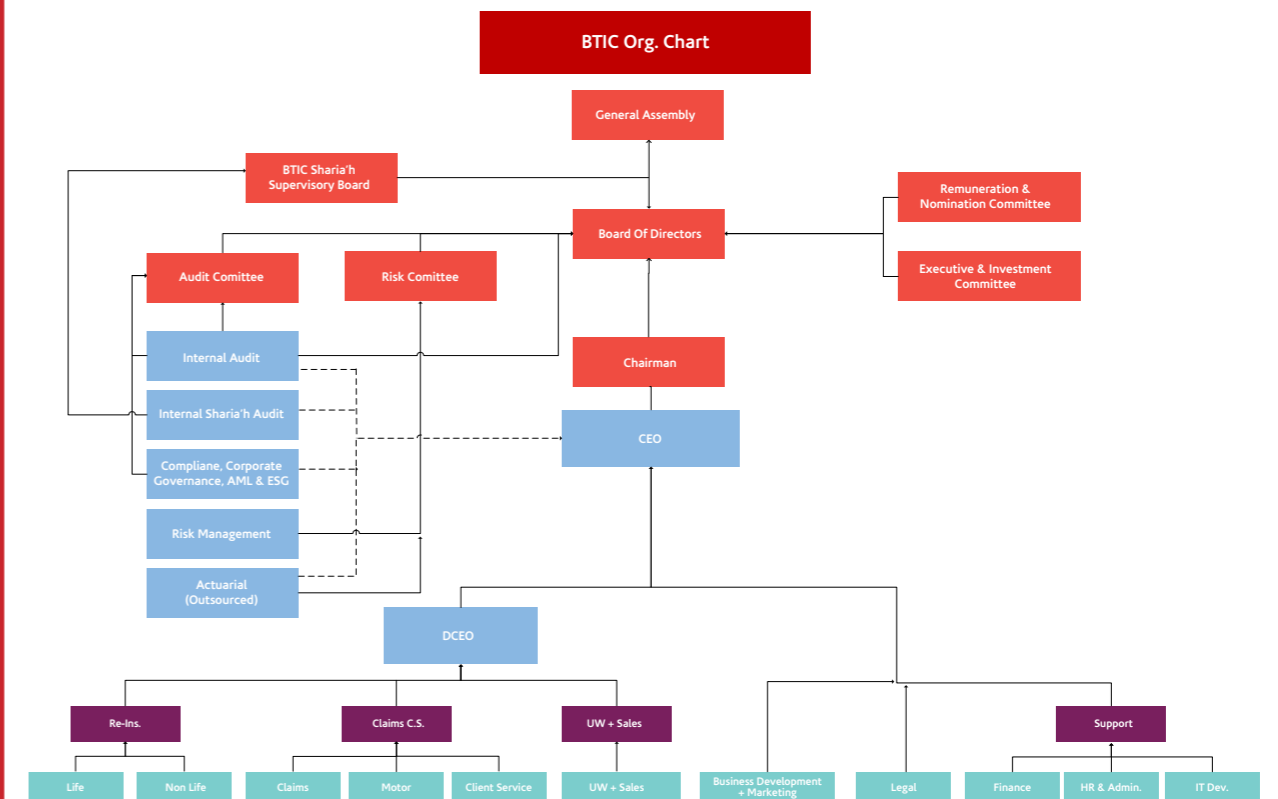 BTIC Org. Chart
General Assembly
BTIC Sharia'h
Supervisory Board
Remuneration &
Nomination Committee
Board Of Directors
Audit Comittee
Risk Comittee
Executive & Investment
Committee
Internal Audit
Chairman
Internal Sharia'h Audit
CEO
Compliane, Corporate
Governance, AML & ESG
Risk Management
Actuarial
(Outsourced)
DCEO
Re-Ins.
Claims C.S.
UW + Sales
Support
Life
Non Life
Claims
Motor
Client Service
UW + Sales
Business Development
+ Marketing
Legal
Finance
HR & Admin.
IT Dev.